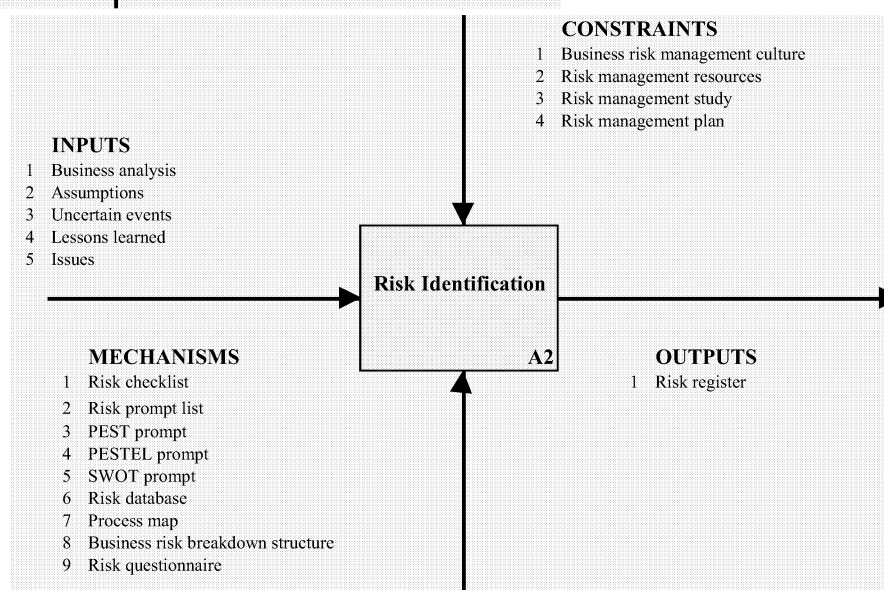 CONSTRAINTS
1 Business risk management culture
2 Risk management resources
3 Risk management study
4 Risk management plan
INPUTS
1 Business analysis
2 Assumptions
3 Uncertain events
4 Lessons learned
5 Issues
Risk Identification
A2
MECHANISMS
1 Risk checklist
2 Risk prompt list
3 PEST prompt
4 PESTEL prompt
5 SWOT prompt
6 Risk database
7 Process map
8 Business risk breakdown structure
9 Risk questionnaire
OUTPUTS
1 Risk register